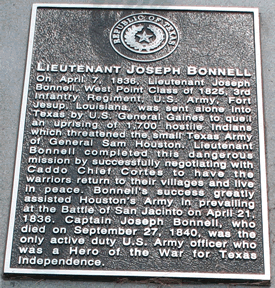 REPUBLIC OF TEXAS
LIEUTENANT JOSEPH BONNELL
On April 7, 1836, Lieutenant Joseph
Bonnell, West Point Class of 1825, 3rd
Infantry Regiment, U.S. Army, Fort
Jesup, Louisiana, was sent alone into
Texas by U.S. General Gaines to quell
an uprising of 1,700 hostile Indians
which threatened the small Texas Army
of General Sam Houston. Lieutenant
Bonnell completed this dangerous
mission by successfully negotiating with
Caddo Chief Cortes to have the
warriors return to their villages and live
in peace. Bonnell's success greatly
assisted Houston's Army in prevailing
at the Battle of San Jacinto on April 21,
1836. Captain Joseph Bonnell, who
died on September 27, 1840, was the
only active duty U.S. Army officer who
was a Hero of the War for Texas
Independence.